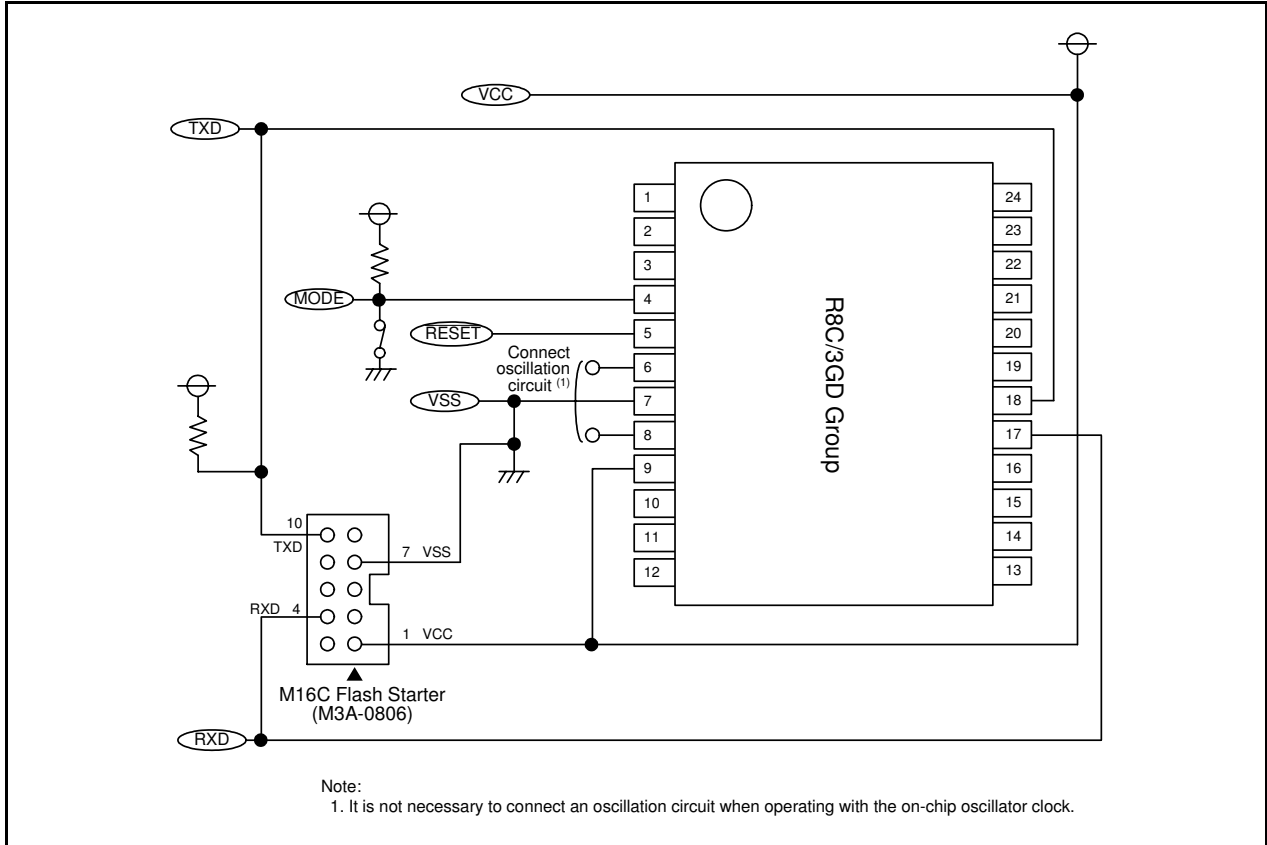 VCC
TXD
1
2
3
4
5
6
7
8
9
10
11
12
24
23
22
21
20
19
18
17
16
15
14
13
R8C/3GD Group
MODE
RESET
Connect
oscillation
circuit (1)
VSS
10
TXD
7 VSS
RXD 4
1 VCC
M16C Flash Starter
(M3A-0806)
RXD
Note:
1. It is not necessary to connect an oscillation circuit when operating with the on-chip oscillator clock.